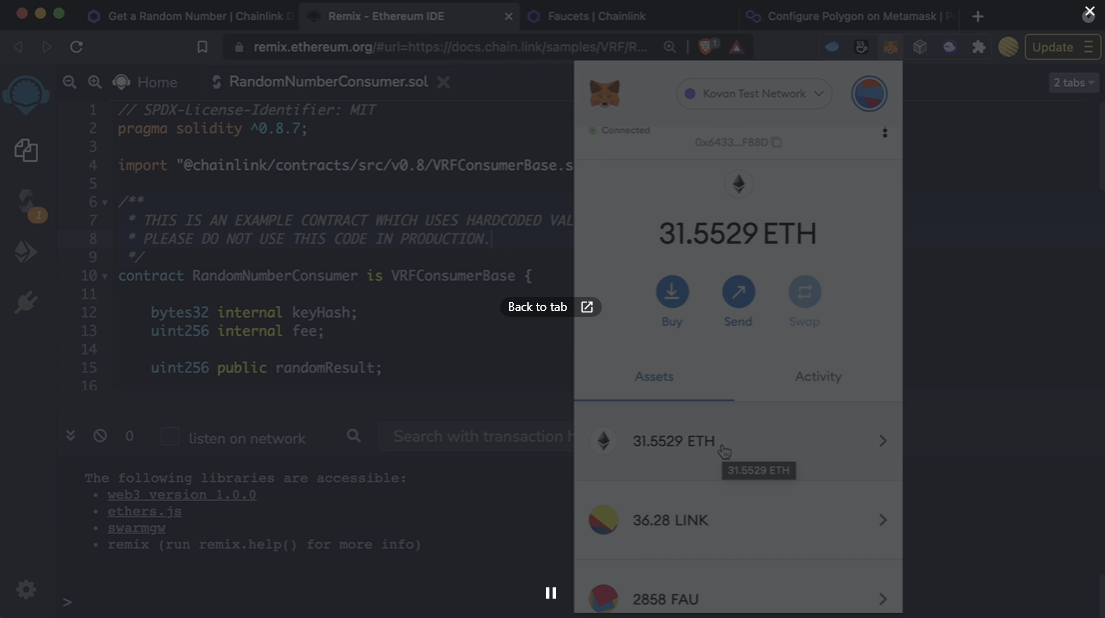 Get a Random Number | Chainlink D
Remix - Ethereum IDE
Faucets | Chainlink
Configure Polygon on Metamask | P
remix.ethereum.org/#url=https://docs.chain.link/samples/VRF/R...
1
Update
Home
RandomNumberConsumer.sol
2 tabs
1 // SPDX-License-Identifier: MIT
2 pragma solidity ^0.8.7;
3
4 import "@chainlink/contracts/src/v0.8/VRFConsumerBase.s
5
6 /**
7 * THIS IS AN EXAMPLE CONTRACT WHICH USES HARDCODED VAL
8 * PLEASE DO NOT USE THIS CODE IN PRODUCTION.
9 */
10 contract RandomNumberConsumer is VRFConsumerBase {
11
12 bytes32 internal keyHash;
13 uint256 internal fee;
14
15 uint256 public randomResult;
16
1
0
listen on network
Search with transaction h
The following libraries are accessible:
• web3 version 1.0.0
• ethers.js
• swarmgw
• remix (run remix.help() for more info)
>
Kovan Test Network
Connected
0x6433...F88D
31.5529 ETH
Buy
Send
Swap
Back to tab
Assets
Activity
31.5529 ETH
31.5529 ETH
36.28 LINK
2858 FAU